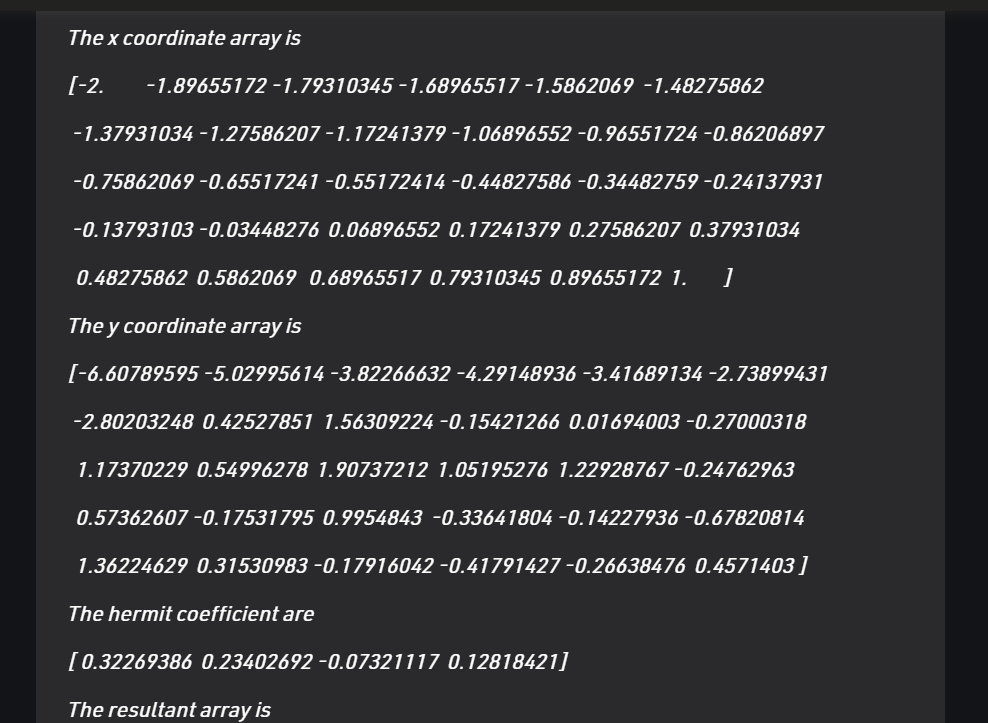 The x coordinate array is
[-2. -1.89655172 -1.79310345 -1.68965517 -1.5862069 -1.48275862
-1.37931034 -1.27586207 -1.17241379 -1.06896552 -0.96551724 -0.86206897
-0.75862069 -0.65517241 -0.55172414 -0.44827586 -0.34482759 -0.24137931
-0.13793103 -0.03448276 0.06896552 0.17241379 0.27586207 0.37931034
0.48275862 0.5862069 0.68965517 0.79310345 0.89655172 1. ]
The y coordinate array is
[-6.60789595 -5.02995614 -3.82266632 -4.29148936 -3.41689134 -2.73899431
-2.80203248 0.42527851 1.56309224 -0.15421266 0.01694003 -0.27000318
1.17370229 0.54996278 1.90737212 1.05195276 1.22928767 -0.24762963
0.57362607 -0.17531795 0.9954843 -0.33641804 -0.14227936 -0.67820814
1.36224629 0.31530983 -0.17916042 -0.41791427 -0.26638476 0.4571403 ]
The hermit coefficient are
[ 0.32269386 0.23402692 -0.07321117 0.12818421]
The resultant array is